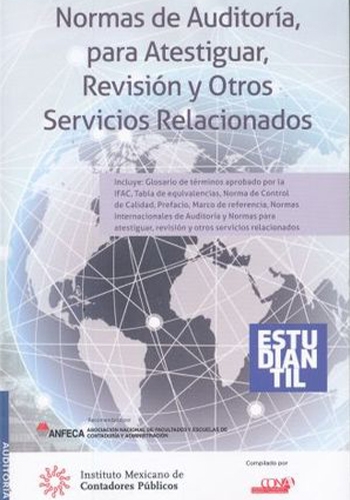 Normas de Auditoría,
para Atestiguar,
Revisión y Otros
Servicios Relacionados
Incluye: Glosario de términos aprobado por la
IFAC, Tabla de equivalencias, Norma de Control
de Calidad, Prefacio, Marco de referencia, Normas
internacionales de Auditoría y Normas para
atestiguar, revisión y otros servicios relacionados
ESTU
DIAN
TIL
Recomendado por
ANFECA
ASOCIACIÓN NACIONAL DE FACULTADES Y ESCUELAS DE
CONTADURÍA Y ADMINISTRACIÓN
AUDITORÍA
Instituto Mexicano de
Contadores Públicos
Compilado por